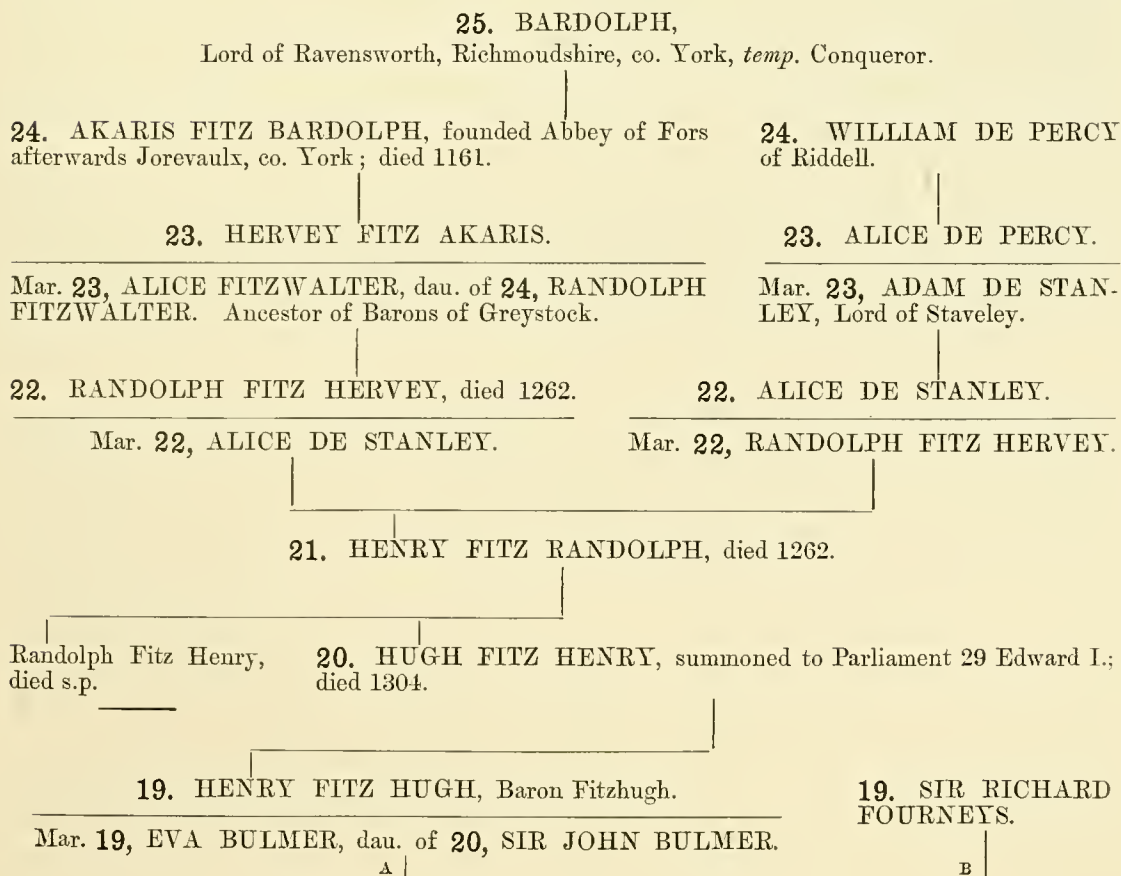 25. BARDOLPH,
Lord of Ravensworth, Richmoudshire, co. York, temp. Conqueror.
24. AKARIS FITZ BARDOLPH, founded Abbey of Fors
afterwards Jorevaulx, co. York; died 1161.
24. WILLIAM DE PERCY
of Riddell.
23. HERVEY FITZ AKARIS.
23. ALICE DE PERCY.
Mar. 23, ALICE FITZWALTER, dau. of 24, RANDOLPH
FITZWALTER. Ancestor of Barons of Greystock.
Mar. 23, ADAM DE STAN-
LEY, Lord of Staveley.
22. RANDOLPH FITZ HERVEY, died 1262.
22. ALICE DE STANLEY.
Mar. 22, ALICE DE STANLEY.
Mar. 22, RANDOLPH FITZ HERVEY.
21. HENRY FITZ RANDOLPH, died 1262.
Randolph Fitz Henry,
died s.p.
20. HUGH FITZ HENRY, summoned to Parliament 29 Edward I.;
died 1304.
19. HENRY FITZ HUGH, Baron Fitzhugh.
19. SIR RICHARD
FOURNEYS.
Mar. 19, EVA BULMER, dau. of 20, SIR JOHN BULMER.
A
B